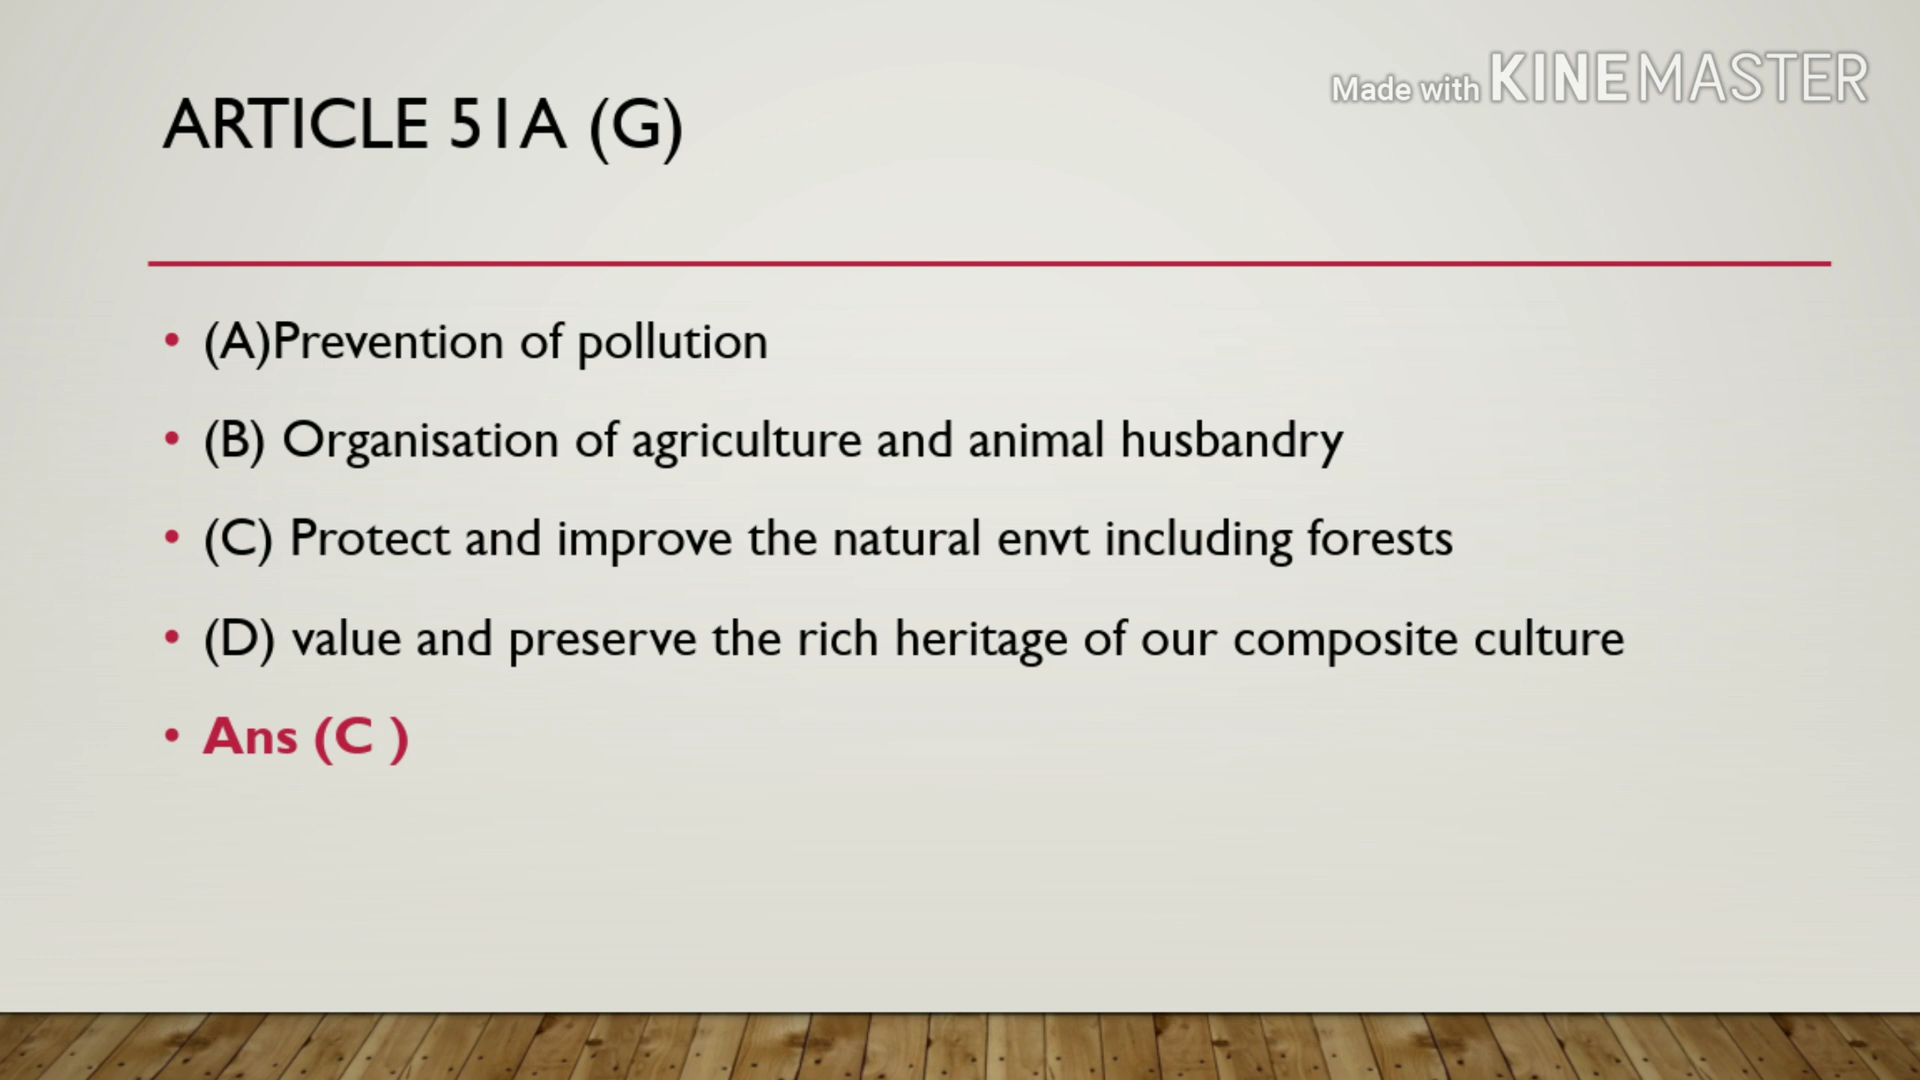 Made with KINEMASTER
ARTICLE 51A (G)
• (A)Prevention of pollution
• (B) Organisation of agriculture and animal husbandry
• (C) Protect and improve the natural envt including forests
• (D) value and preserve the rich heritage of our composite culture
• Ans (C )